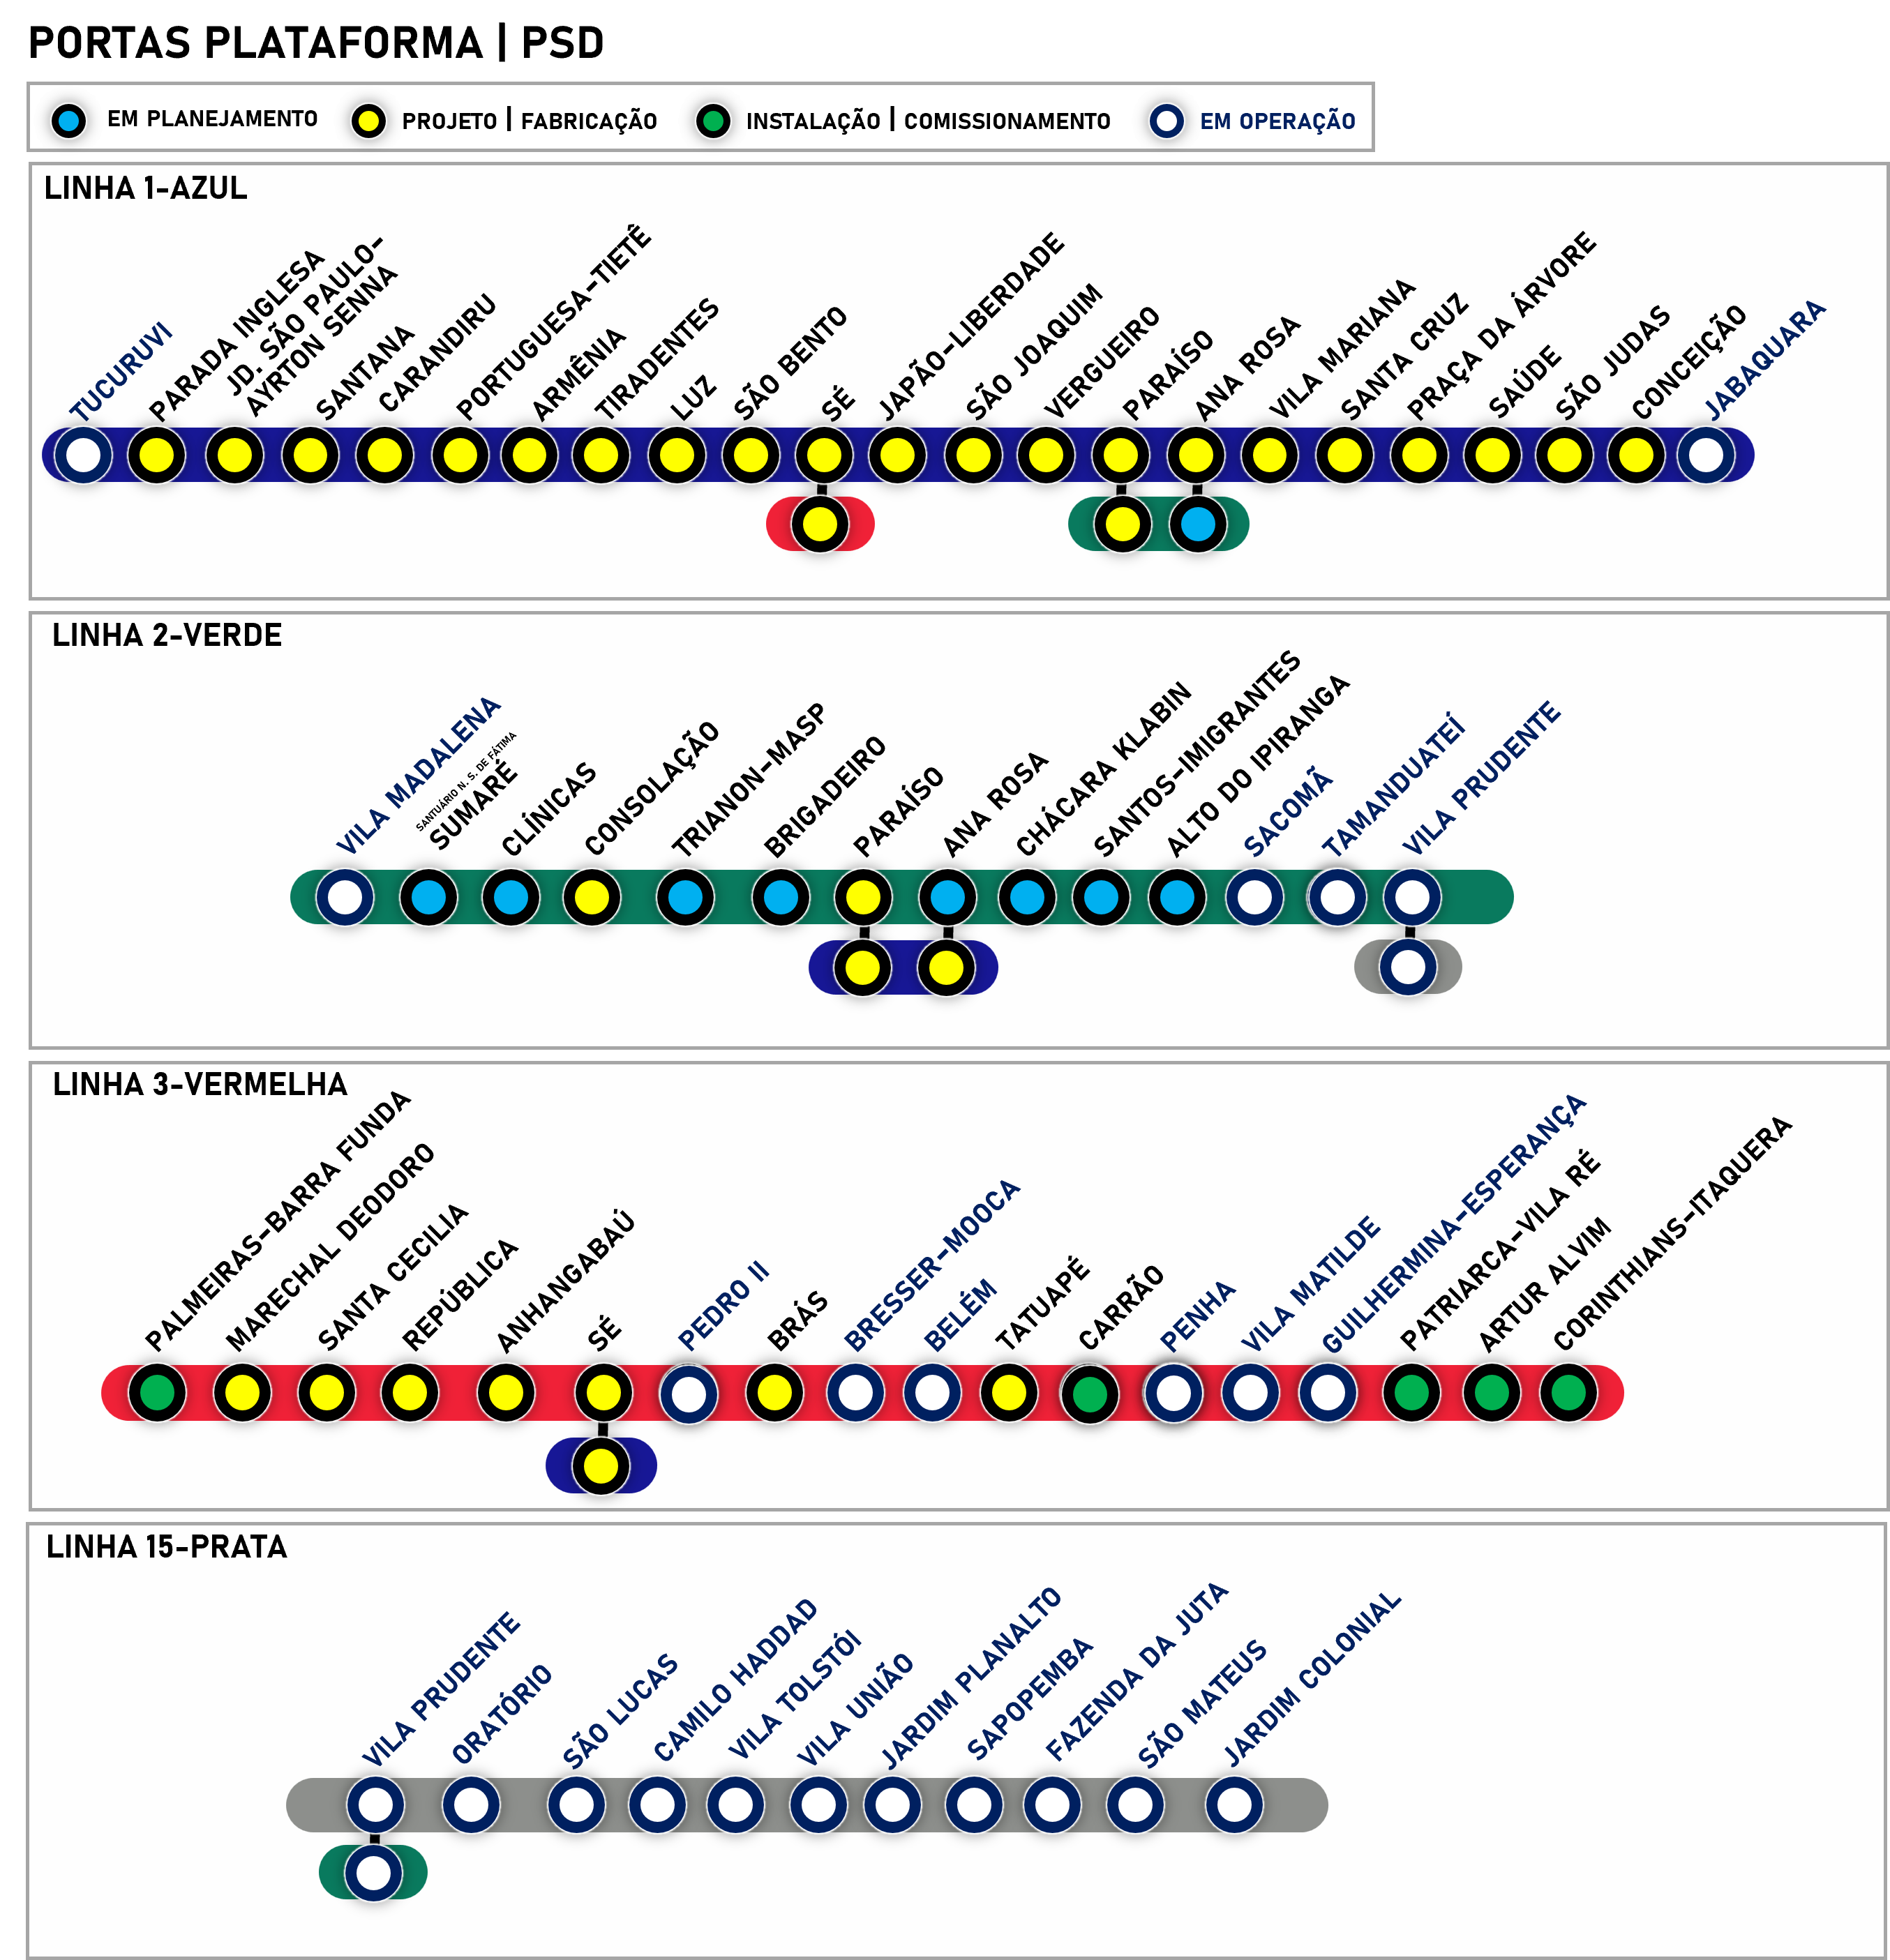 PORTAS PLATAFORMA | PSD
EM PLANEJAMENTO
PROJETO | FABRICAÇÃO
INSTALAÇÃO | COMISSIONAMENTO
EM OPERAÇÃO
LINHA 1-AZUL
TUCURUVI
PARADA INGLESA
JD. SÃO PAULO-
AYRTON SENNA
SANTANA
CARANDIRU
PORTUGUESA-TIETÊ
ARMÊNIA
TIRADENTES
LUZ
SÃO BENTO
SÉ
JAPÃO-LIBERDADE
SÃO JOAQUIM
VERGUEIRO
PARAÍSO
ANA ROSA
VILA MARIANA
SANTA CRUZ
PRAÇA DA ÁRVORE
SAÚDE
SÃO JUDAS
CONCEIÇÃO
JABAQUARA
LINHA 2-VERDE
VILA MADALENA
SANTUÁRIO N. S. DE FÁTIMA
SUMARÉ
CLÍNICAS
CONSOLAÇÃO
TRIANON-MASP
BRIGADEIRO
PARAÍSO
ANA ROSA
CHÁCARA KLABIN
SANTOS-IMIGRANTES
ALTO DO IPIRANGA
SACOMÃ
TAMANDUATEÍ
VILA PRUDENTE
LINHA 3-VERMELHA
PALMEIRAS-BARRA FUNDA
MARECHAL DEODORO
SANTA CECILIA
REPÚBLICA
ANHANGABAÚ
SÉ
PEDRO II
BRÁS
BRESSER-MOOCA
BELÉM
TATUAPÉ
CARRÃO
PENHA
VILA MATILDE
GUILHERMINA-ESPERANÇA
PATRIARCA-VILA RÉ
ARTUR ALVIM
CORINTHIANS-ITAQUERA
LINHA 15-PRATA
VILA PRUDENTE
ORATÓRIO
SÃO LUCAS
CAMILO HADDAD
VILA TOLSTÓI
VILA UNIÃO
JARDIM PLANALTO
SAPOPEMBA
FAZENDA DA JUTA
SÃO MATEUS
JARDIM COLONIAL